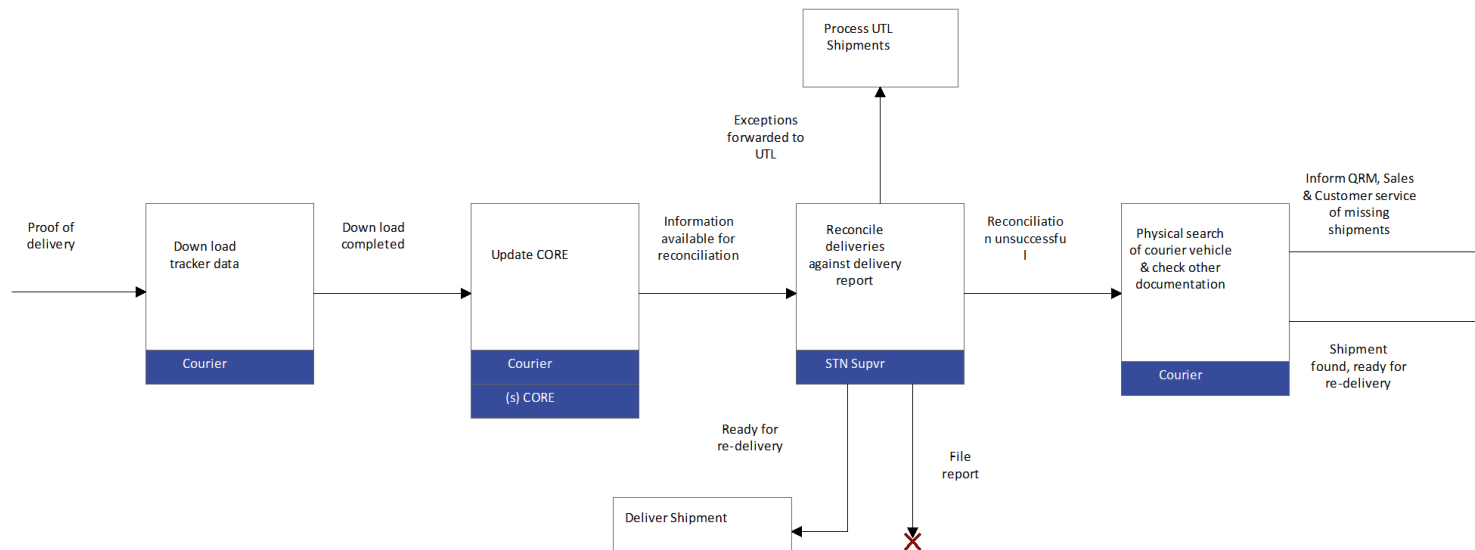 Process UTL
Shipments
Exceptions
forwarded to
UTL
Proof of
delivery
Down load
tracker data
Courier
Down load
completed
Update CORE
Courier
(s) CORE
Information
available for
reconciliation
Reconcile
deliveries
against delivery
report
STN Supvr
Reconciliatio
n unsuccessfu
l
Physical search
of courier vehicle
& check other
documentation
Courier
Inform QRM, Sales
& Customer service
of missing
shipments
Shipment
found, ready for
re-delivery
Ready for
re-delivery
File
report
Deliver Shipment